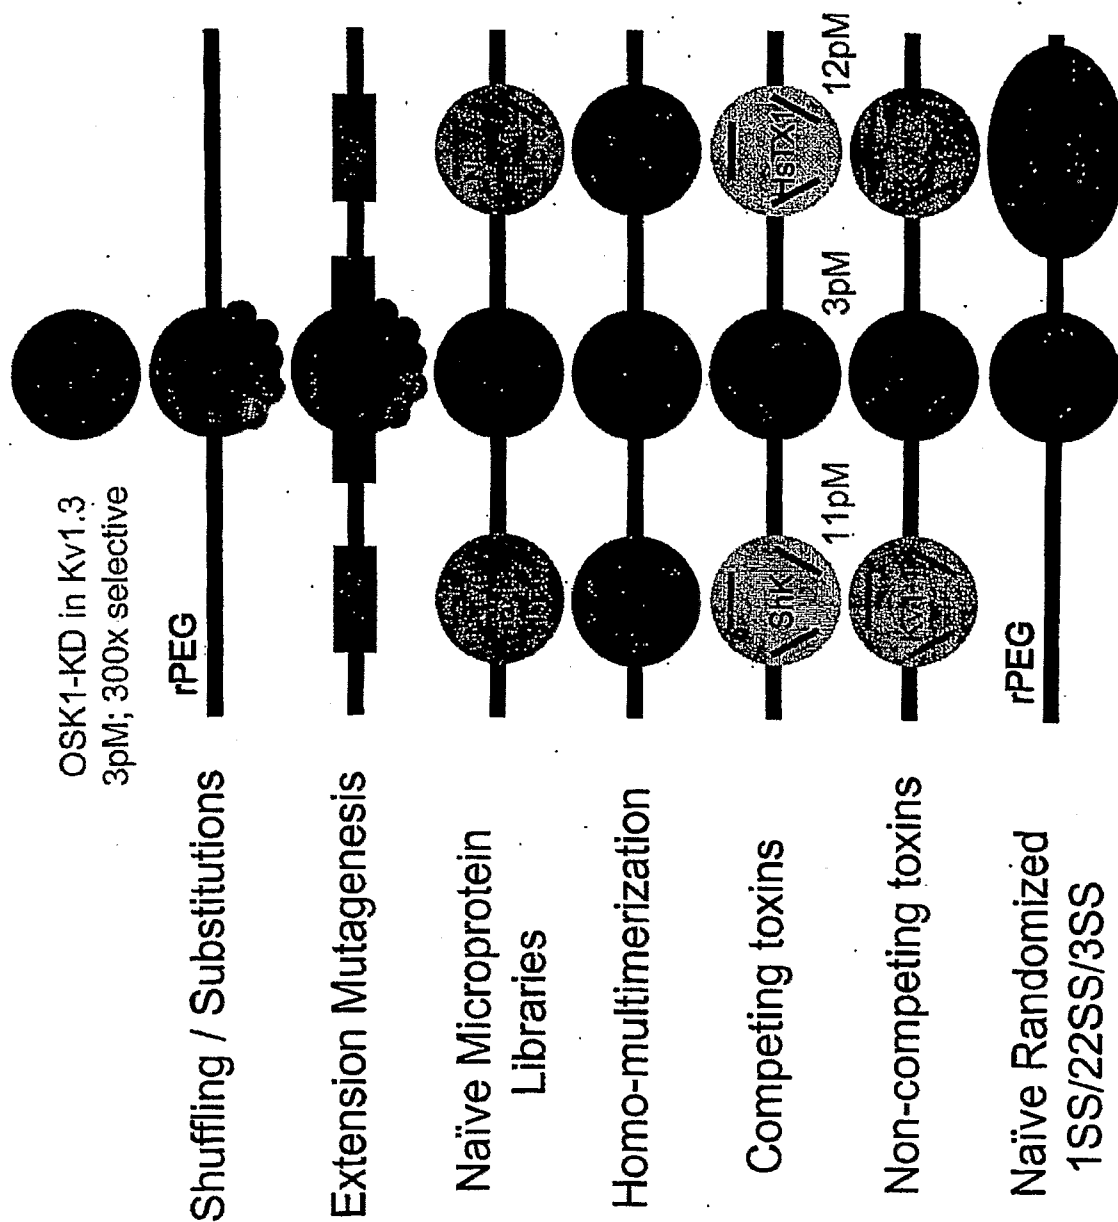 OSK1-KD in Kv1.3
3pM; 300x selective
Shuffling / Substitutions
rPEG
Extension Mutagenesis
Naïve Microprotein
Libraries
Homo-multimerization
Competing toxins
ShK
11pM
3pM
HsTX1
12pM
Non-competing toxins
Naïve Randomized
1SS/22SS/3SS
rPEG